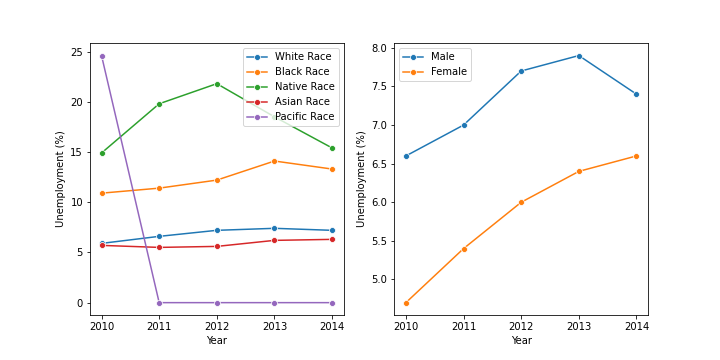 25
20
15
10
5
0
Unemployment (%)
2010 2011 2012 2013 2014
Year
White Race
Black Race
Native Race
Asian Race
Pacific Race
8.0
7.5
7.0
6.5
6.0
5.5
5.0
Unemployment (%)
2010 2011 2012 2013 2014
Year
Male
Female